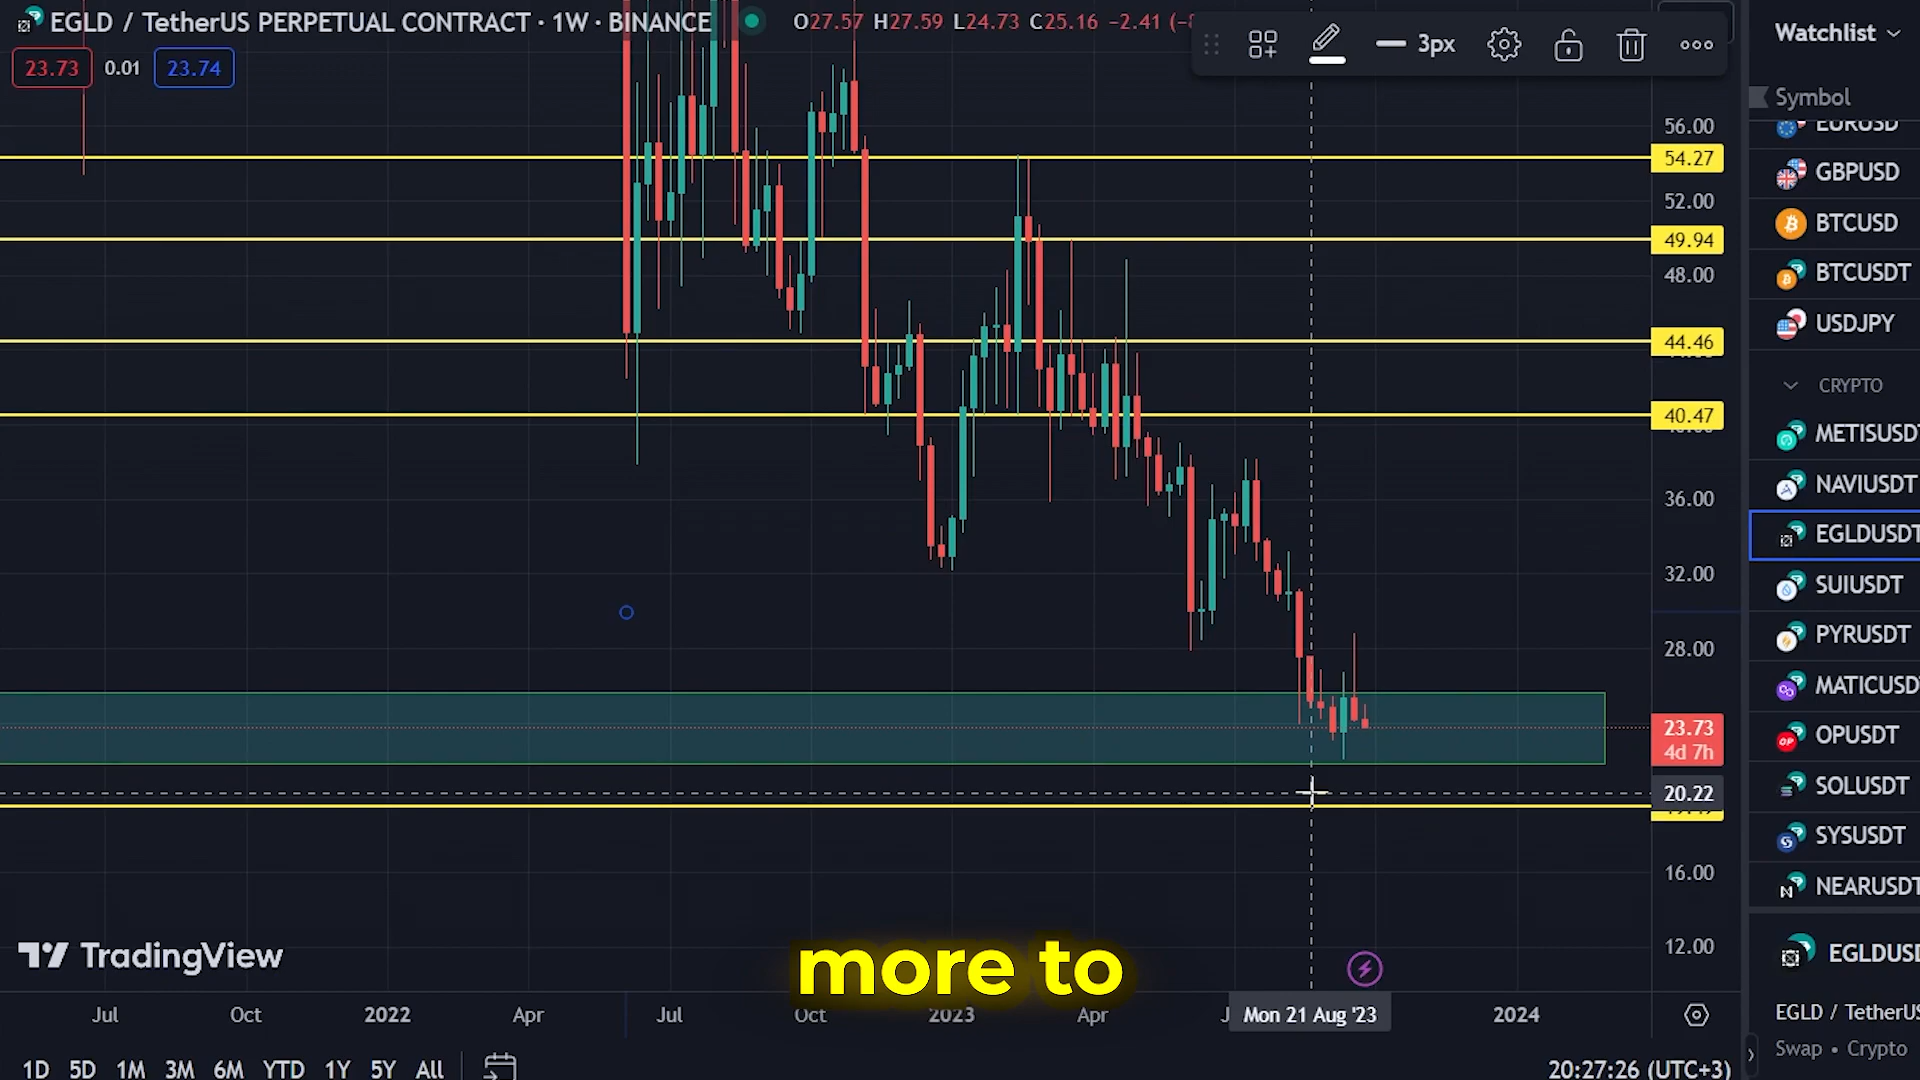 EGLD / TetherUS PERPETUAL CONTRACT · 1W · BINANCE O27.57 H27.59 L24.73 C25.16 −2.41
23.73 0.01 23.74
3px
56.00
54.27
52.00
49.94
48.00
44.46
40.47
36.00
32.00
28.00
23.73
4d 7h
20.22
16.00
12.00
Watchlist
Symbol
EURUSD
GBPUSD
BTCUSD
BTCUSDT
USDJPY
CRYPTO
METISUSDT
NAVIUSDT
EGLDUSDT
SUIUSDT
PYRUSDT
MATICUSD
OPUSDT
SOLUSDT
SYSUSDT
NEARUSDT
EGLDUSD
EGLD / TetherUS
Swap • Crypto
TradingView
more to
Jul Oct 2022 Apr Jul Oct 2023 Apr Mon 21 Aug '23 2024
1D 5D 1M 3M 6M YTD 1Y 5Y All
20:27:26 (UTC+3)